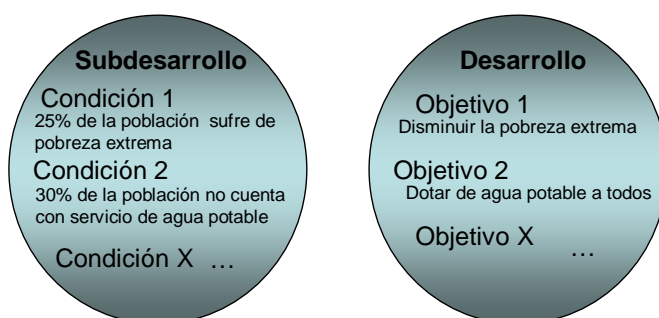 Subdesarrollo
Condición 1
25% de la población sufre de
pobreza extrema
Condición 2
30% de la población no cuenta
con servicio de agua potable
Condición X ...
Desarrollo
Objetivo 1
Disminuir la pobreza extrema
Objetivo 2
Dotar de agua potable a todos
Objetivo X ...